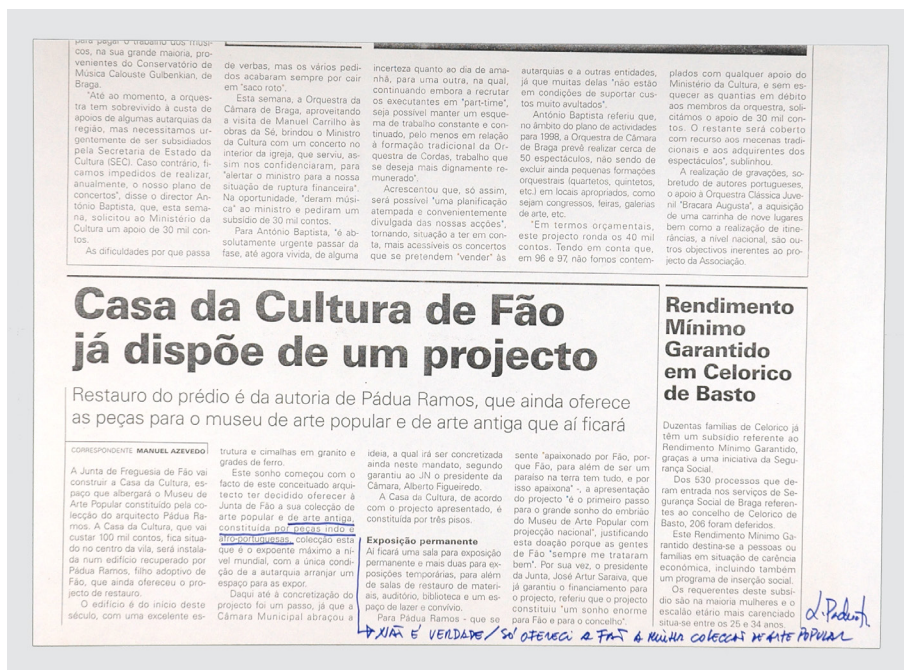 para pagar o trabalho dos músi-
cos, na sua grande maioria, pro-
venientes do Conservatório de
Música Calouste Gulbenkian, de
Braga.
"Até ao momento, a orques-
tra tem sobrevivido à custa de
apoios de algumas autarquias da
região, mas necessitamos ur-
gentemente de ser subsidiados
pela Secretaria de Estado da
Cultura (SEC). Caso contrário, fi-
camos impedidos de realizar,
anualmente, o nosso plano de
concertos", disse o director An-
tónio Baptista, que, esta sema-
na, solicitou ao Ministério da
Cultura um apoio de 30 mil con-
tos.
As dificuldades por que passa
de verbas, mas os vários pedi-
dos acabaram sempre por cair
em "saco roto".
Esta semana, a Orquestra da
Câmara de Braga, aproveitando
a visita de Manuel Carrilho às
obras da Sé, brindou o Ministro
da Cultura com um concerto no
interior da igreja, que serviu, as-
sim nos confidenciaram, para
"alertar o ministro para a nossa
situação de ruptura financeira".
Na oportunidade, "deram músi-
ca" ao ministro e pediram um
subsídio de 30 mil contos.
Para António Baptista, "é ab-
solutamente urgente passar da
fase, até agora vivida, de alguma
incerteza quanto ao dia de ama-
nhã, para uma outra, na qual,
continuando embora a recrutar
os executantes em "part-time",
seja possível manter um esque-
ma de trabalho constante e con-
tinuado, pelo menos em relação
à formação tradicional da Or-
questra de Cordas, trabalho que
se deseja mais dignamente re-
munerado".
Acrescentou que, só assim,
será possível "uma planificação
atempada e convenientemente
divulgada das nossas acções",
tornando, situação a ter em con-
ta, mais acessíveis os concertos
que se pretendem "vender" às
autarquias e a outras entidades,
já que muitas delas "não estão
em condições de suportar cus-
tos muito avultados".
António Baptista referiu que,
no âmbito do plano de actividades
para 1998, a Orquestra de Câmara
de Braga prevê realizar cerca de
50 espectáculos, não sendo de
excluir ainda pequenas formações
orquestrais (quartetos, quintetos,
etc.) em locais apropriados, como
sejam congressos, feiras, galerias
de arte, etc.
"Em termos orçamentais,
este projecto ronda os 40 mil
contos. Tendo em conta que,
em 96 e 97, não fomos contem-
plados com qualquer apoio do
Ministério da Cultura, e sem es-
quecer as quantias em débito
aos membros da orquestra, soli-
citámos o apoio de 30 mil con-
tos. O restante será coberto
com recurso aos mecenas tradi-
cionais e aos adquirentes dos
espectáculos", sublinhou.
A realização de gravações, so-
bretudo de autores portugueses,
o apoio à Orquestra Clássica Juve-
nil "Bracara Augusta", a aquisição
de uma carrinha de nove lugares
bem como a realização de itine-
râncias, a nível nacional, são ou-
tros objectivos inerentes ao pro-
jecto da Associação.
Casa da Cultura de Fão
já dispõe de um projecto
Restauro do prédio é da autoria de Pádua Ramos, que ainda oferece
as peças para o museu de arte popular e de arte antiga que aí ficará
CORRESPONDENTE MANUEL AZEVEDO
A Junta de Freguesia de Fão vai
construir a Casa da Cultura, es-
paço que albergará o Museu de
Arte Popular constituído pela co-
lecção do arquitecto Pádua Ra-
mos. A Casa da Cultura, que vai
custar 100 mil contos, fica situa-
do no centro da vila, será instala-
da num edifício recuperado por
Pádua Ramos, filho adoptivo de
Fão, que ainda ofereceu o pro-
jecto de restauro.
O edifício é do início deste
século, com uma excelente es-
trutura e cimalhas em granito e
grades de ferro.
Este sonho começou com o
facto de este conceituado arqui-
tecto ter decidido oferecer à
Junta de Fão a sua colecção de
arte popular e de arte antiga,
constituída por peças indo e
afro-portuguesas, colecção esta
que é o expoente máximo a ní-
vel mundial, com a única condi-
ção de a autarquia arranjar um
espaço para as expor.
Daqui até à concretização do
projecto foi um passo, já que a
Câmara Municipal abraçou a
ideia, a qual irá ser concretizada
ainda neste mandato, segundo
garantiu ao JN o presidente da
Câmara, Alberto Figueiredo.
A Casa da Cultura, de acordo
com o projecto apresentado, é
constituída por três pisos.
Exposição permanente
Aí ficará uma sala para exposição
permanente e mais duas para ex-
posições temporárias, para além
de salas de restauro de materi-
ais, auditório, biblioteca e um es-
paço de lazer e convívio.
Para Pádua Ramos - que se
sente "apaixonado por Fão, por-
que Fão, para além de ser um
paraíso na terra tem tudo, e por
isso apaixona" -, a apresentação
do projecto "é o primeiro passo
para o grande sonho do embrião
do Museu de Arte Popular com
projecção nacional", justificando
esta doação porque as gentes
de Fão "sempre me trataram
bem". Por sua vez, o presidente
da Junta, José Artur Saraiva, que
já garantiu o financiamento para
o projecto, referiu que o projecto
constituiu "um sonho enorme
para Fão e para o concelho".
Rendimento
Mínimo
Garantido
em Celorico
de Basto
Duzentas famílias de Celorico já
têm um subsídio referente ao
Rendimento Mínimo Garantido,
graças a uma iniciativa da Segu-
rança Social.
Dos 530 processos que de-
ram entrada nos serviços de Se-
gurança Social de Braga referen-
tes ao concelho de Celorico de
Basto, 206 foram deferidos.
Este Rendimento Mínimo Ga-
rantido destina-se a pessoas ou
famílias em situação de carência
económica, incluindo também
um programa de inserção social.
Os requerentes deste subsí-
dio são na maioria mulheres e o
escalão etário mais carenciado
situa-se entre os 25 e 34 anos.
NÃO É VERDADE / SÓ OFERECI A FÃO A MINHA COLECÇÃO DE ARTE POPULAR